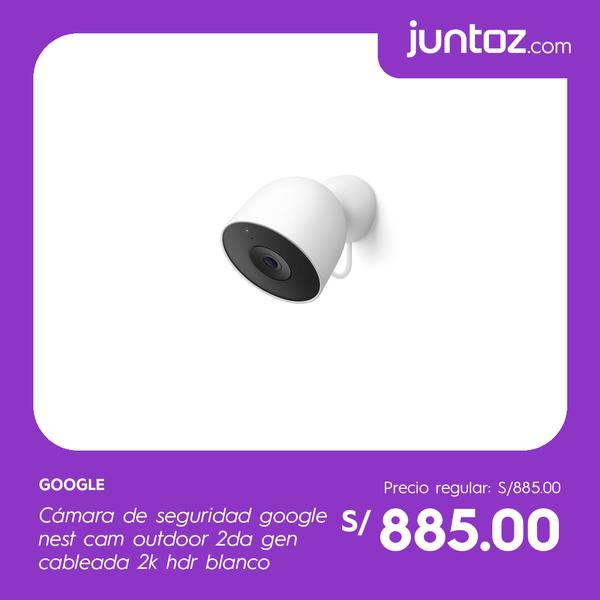 juntoz.com
GOOGLE
Cámara de seguridad google
nest cam outdoor 2da gen
cableada 2k hdr blanco
Precio regular: S/885.00
S/ 885.00